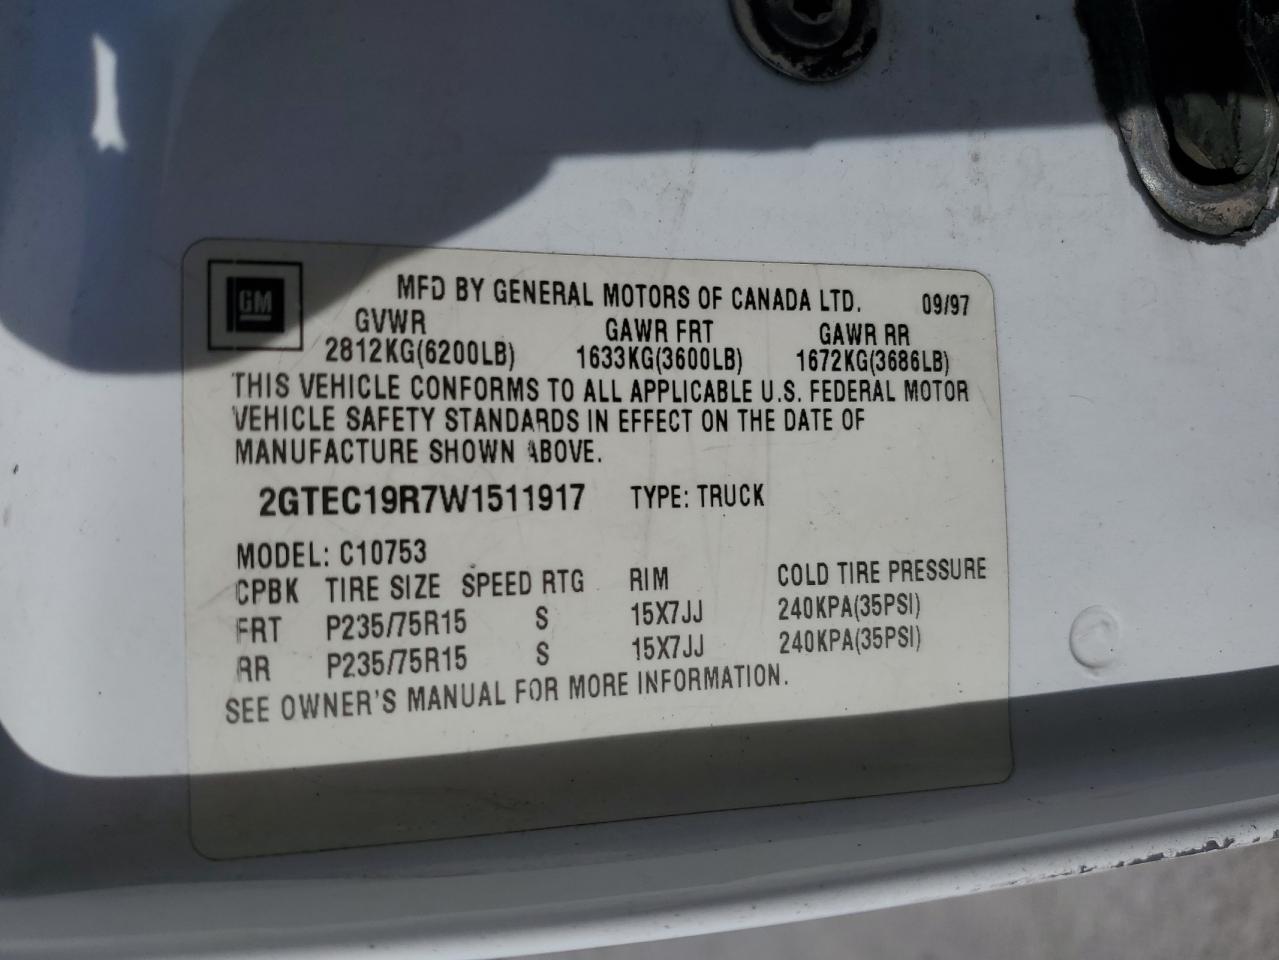 GM
MFD BY GENERAL MOTORS OF CANADA LTD. 09/97
GVWR GAWR FRT GAWR RR
2812KG(6200LB) 1633KG(3600LB) 1672KG(3686LB)
THIS VEHICLE CONFORMS TO ALL APPLICABLE U.S. FEDERAL MOTOR
VEHICLE SAFETY STANDARDS IN EFFECT ON THE DATE OF
MANUFACTURE SHOWN ABOVE.
2GTEC19R7W1511917 TYPE: TRUCK
MODEL: C10753
CPBK TIRE SIZE SPEED RTG RIM COLD TIRE PRESSURE
FRT P235/75R15 S 15X7JJ 240KPA(35PSI)
RR P235/75R15 S 15X7JJ 240KPA(35PSI)
SEE OWNER'S MANUAL FOR MORE INFORMATION.